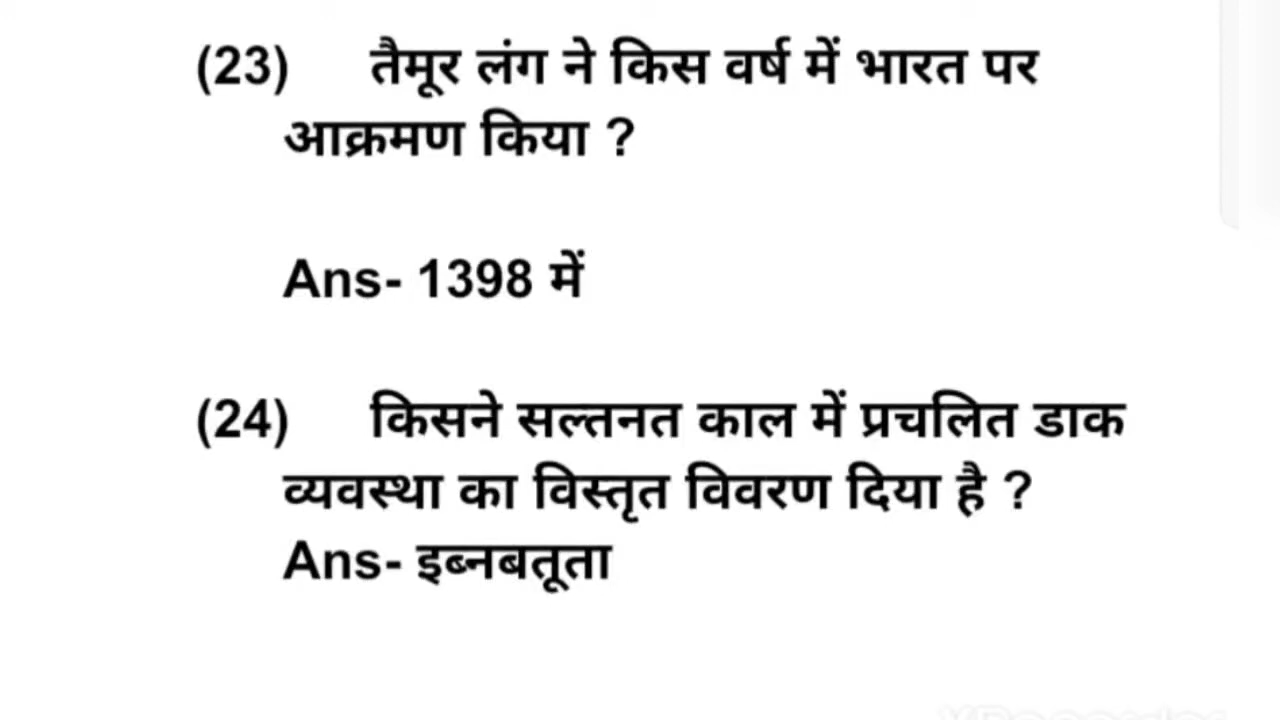 (23) तैमूर लंग ने किस वर्ष में भारत पर
आक्रमण किया ?
Ans- 1398 में
(24) किसने सल्तनत काल में प्रचलित डाक
व्यवस्था का विस्तृत विवरण दिया है ?
Ans- इब्नबतूता